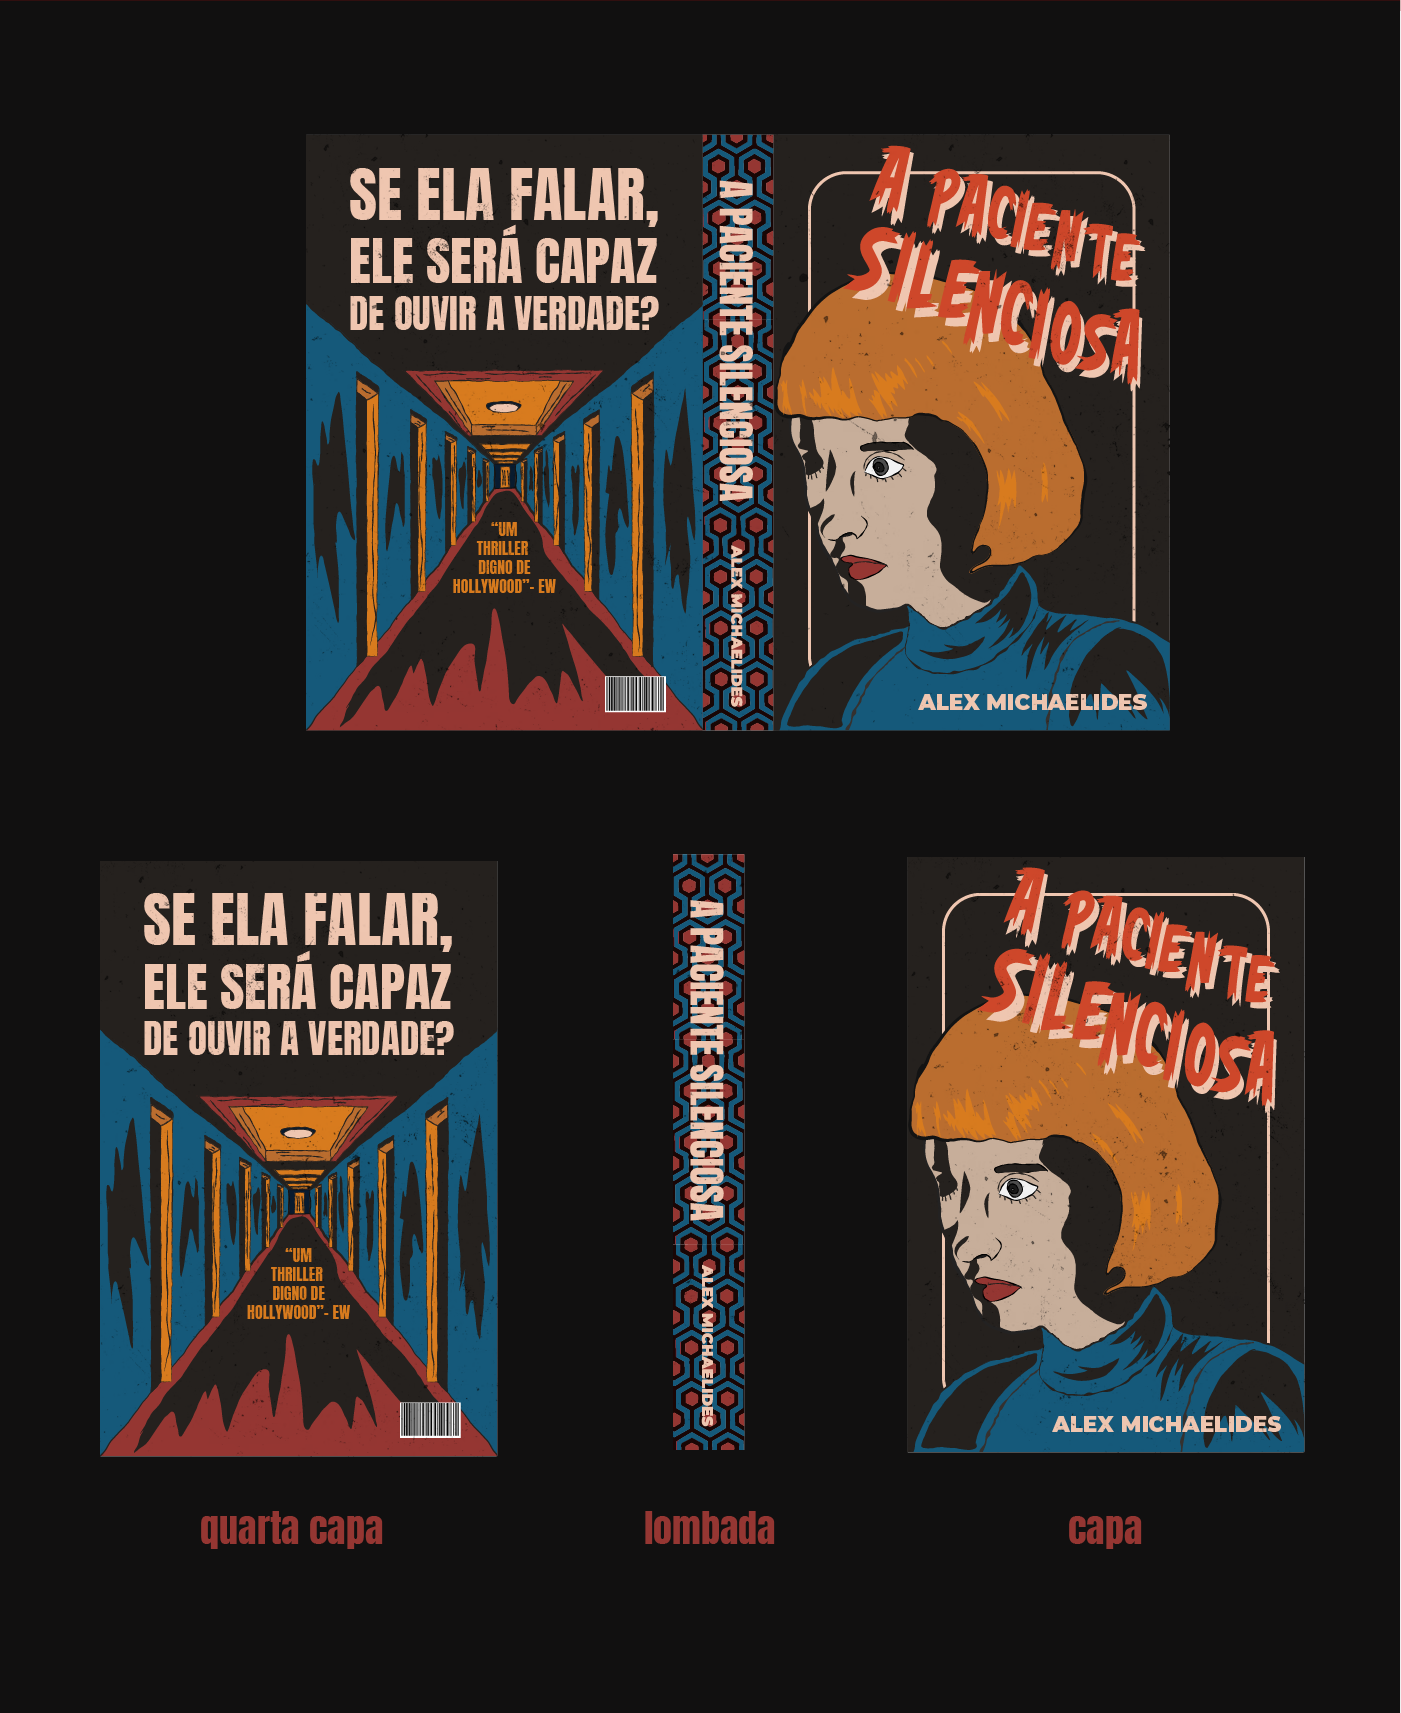 SE ELA FALAR,
ELE SERÁ CAPAZ
DE OUVIR A VERDADE?
“UM
THRILLER
DIGNO DE
HOLLYWOOD”- EW
A PACIENTE SILENCIOSA
ALEX MICHAELIDES
A PACIENTE
SILENCIOSA
ALEX MICHAELIDES
SE ELA FALAR,
ELE SERÁ CAPAZ
DE OUVIR A VERDADE?
“UM
THRILLER
DIGNO DE
HOLLYWOOD”- EW
A PACIENTE SILENCIOSA
ALEX MICHAELIDES
A PACIENTE
SILENCIOSA
ALEX MICHAELIDES
quarta capa
lombada
capa